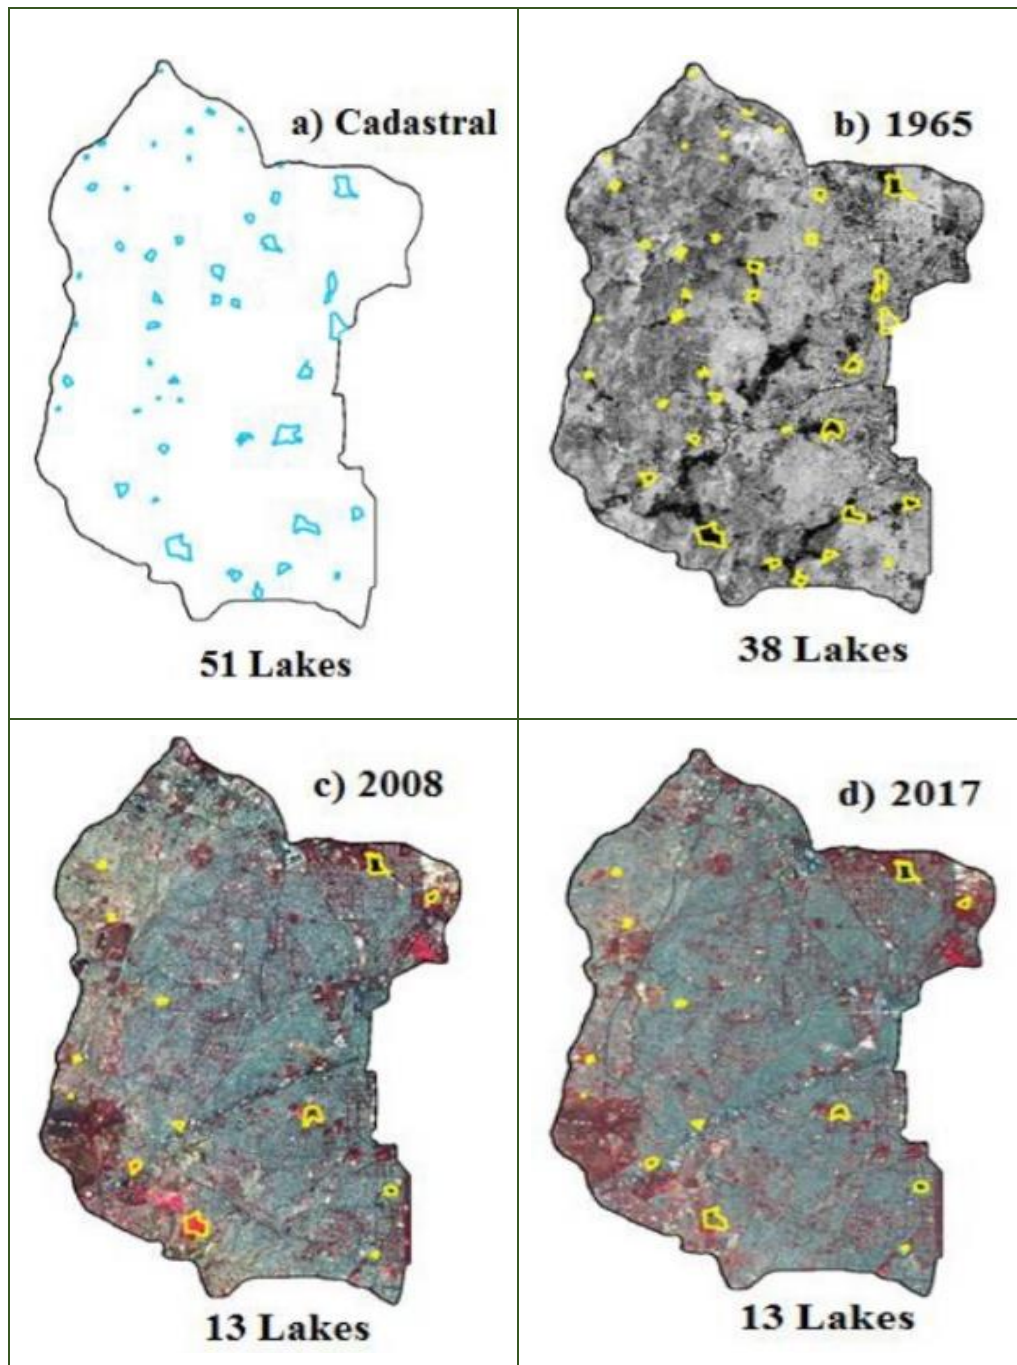 a) Cadastral
51 Lakes
b) 1965
38 Lakes
c) 2008
13 Lakes
d) 2017
13 Lakes